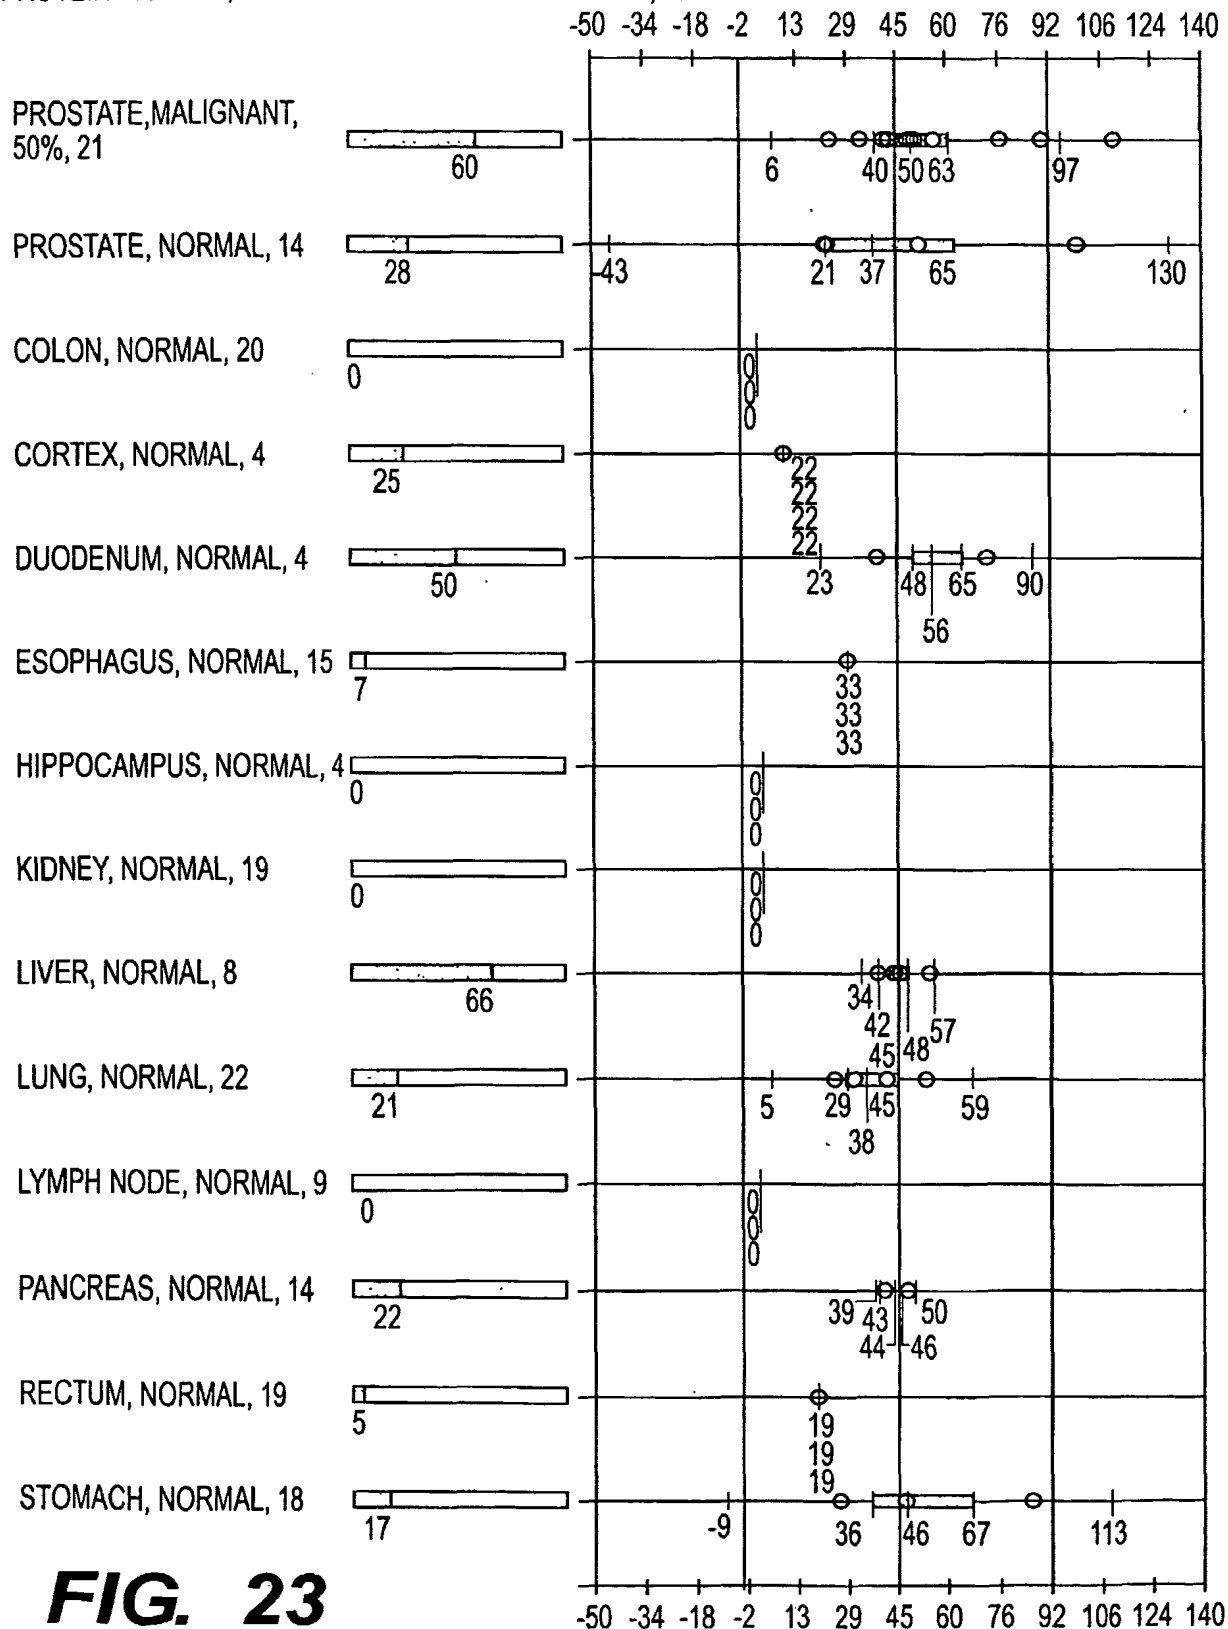 -50 -34 -18 -2 13 29 45 60 76 92 106 124 140
PROSTATE,MALIGNANT,
50%, 21
60
6 40 50 63 97
PROSTATE, NORMAL, 14
28
-43 21 37 65 130
COLON, NORMAL, 20
0
0
0
0
CORTEX, NORMAL, 4
25
22
22
22
22
DUODENUM, NORMAL, 4
50
23 48 65 90
56
ESOPHAGUS, NORMAL, 15
7
33
33
33
HIPPOCAMPUS, NORMAL, 4
0
0
0
0
KIDNEY, NORMAL, 19
0
0
0
0
LIVER, NORMAL, 8
66
34
42 57
45 48
LUNG, NORMAL, 22
21
5 29 45 59
38
LYMPH NODE, NORMAL, 9
0
0
0
0
PANCREAS, NORMAL, 14
22
39 43 50
44 46
RECTUM, NORMAL, 19
5
19
19
19
STOMACH, NORMAL, 18
17
-9 36 46 67 113
FIG. 23
-50 -34 -18 -2 13 29 45 60 76 92 106 124 140